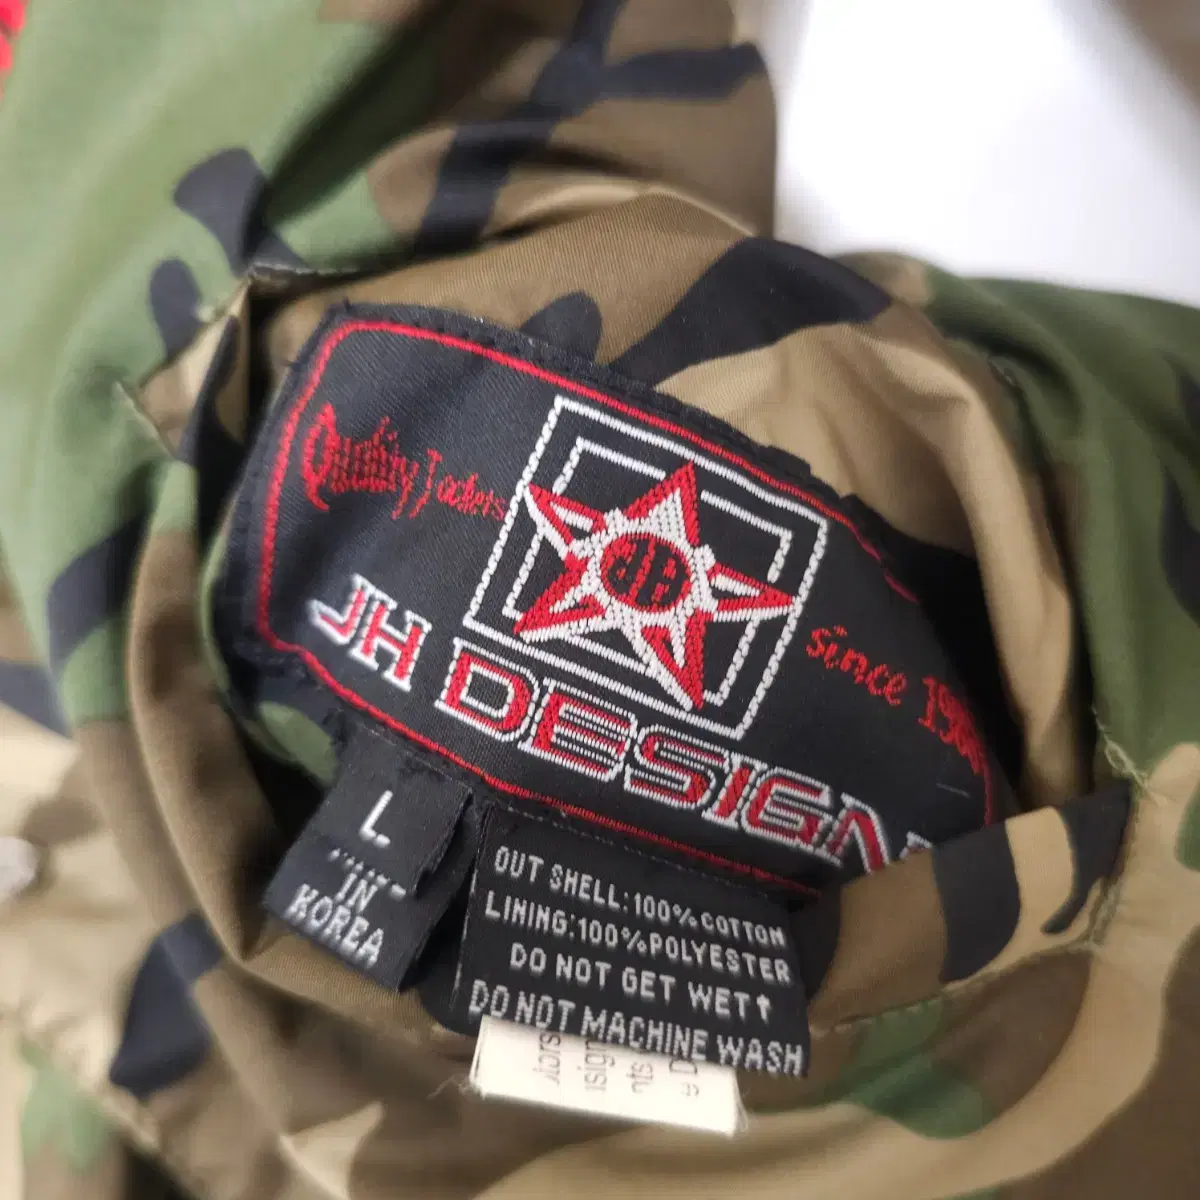 Quality Jackets
JH
since 19
JH DESIGN
L
IN
KOREA
OUT SHELL:100%COTTON
LINING:100%POLYESTER
DO NOT GET WET
DO NOT MACHINE WASH